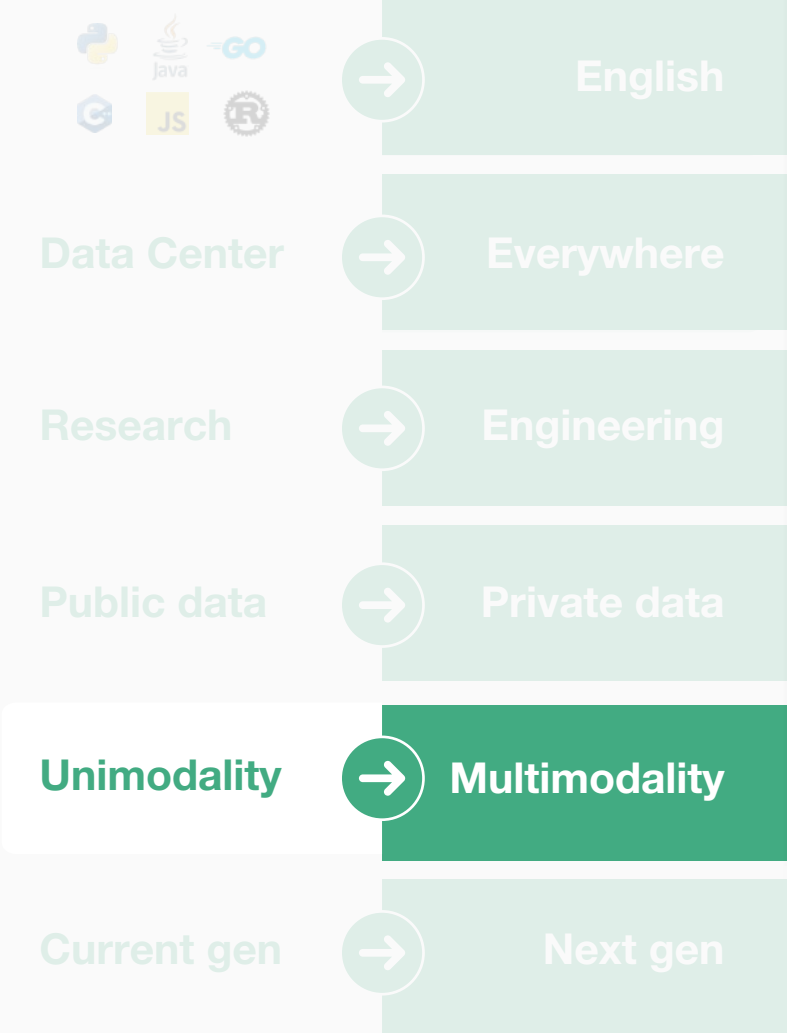 Java
GO
C++
JS
R
English
Data Center
Everywhere
Research
Engineering
Public data
Private data
Unimodality
Multimodality
Current gen
Next gen